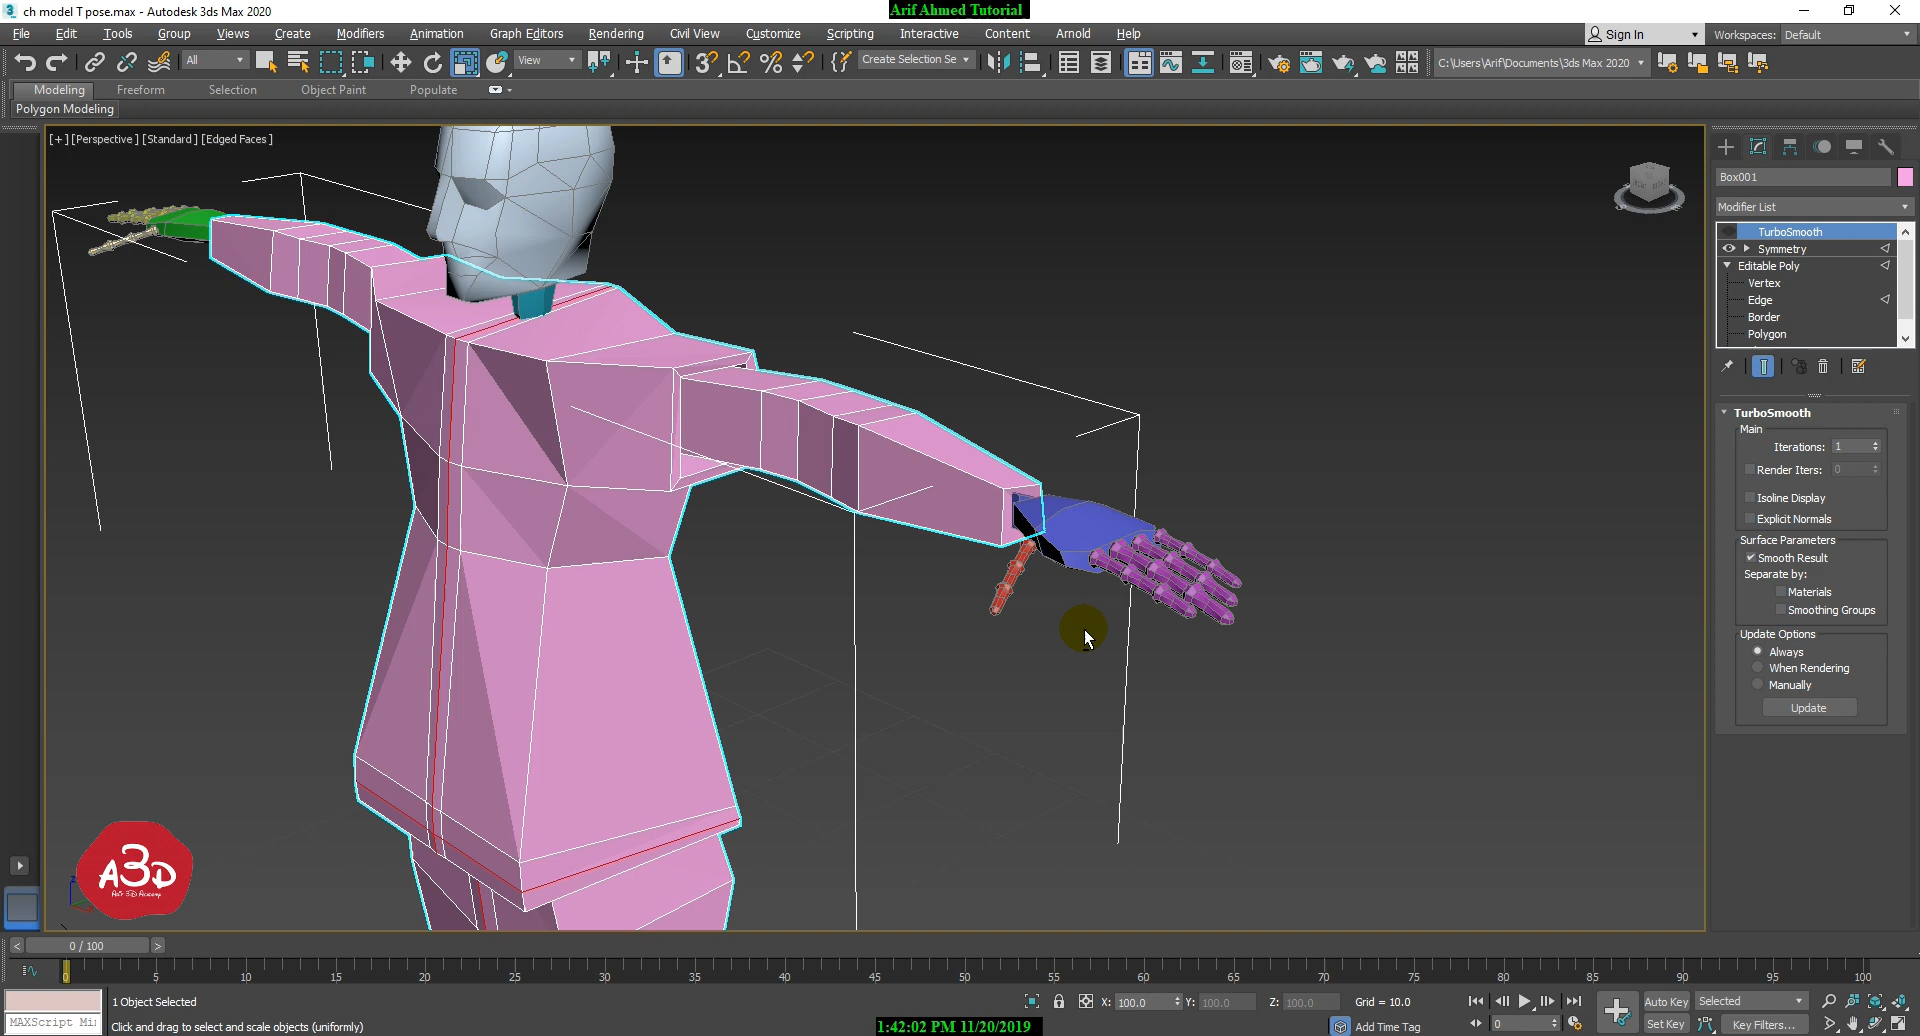 ch model T pose.max - Autodesk 3ds Max 2020
Arif Ahmed Tutorial
File Edit Tools Group Views Create Modifiers Animation Graph Editors Rendering Civil View Customize Scripting Interactive Content Arnold Help
Sign In Workspaces: Default
All View Create Selection Se C:\Users\Arif\Documents\3ds Max 2020
Modeling Freeform Selection Object Paint Populate
Polygon Modeling
[+] [Perspective] [Standard] [Edged Faces]
Box001
Modifier List
TurboSmooth
Symmetry
Editable Poly
Vertex
Edge
Border
Polygon
TurboSmooth
Main
Iterations: 1
Render Iters: 0
Isoline Display
Explicit Normals
Surface Parameters
Smooth Result
Separate by:
Materials
Smoothing Groups
Update Options
Always
When Rendering
Manually
Update
A3D
Arif 3D Academy
< 0 / 100 >
0 5 10 15 20 25 30 35 40 45 50 55 60 65 70 75 80 85 90 95 100
1 Object Selected
X: 100.0 Y: 100.0 Z: 100.0 Grid = 10.0
Auto Key Selected
MAXScript Mi
Click and drag to select and scale objects (uniformly)
1:42:02 PM 11/20/2019
Add Time Tag
0
Set Key Key Filters...